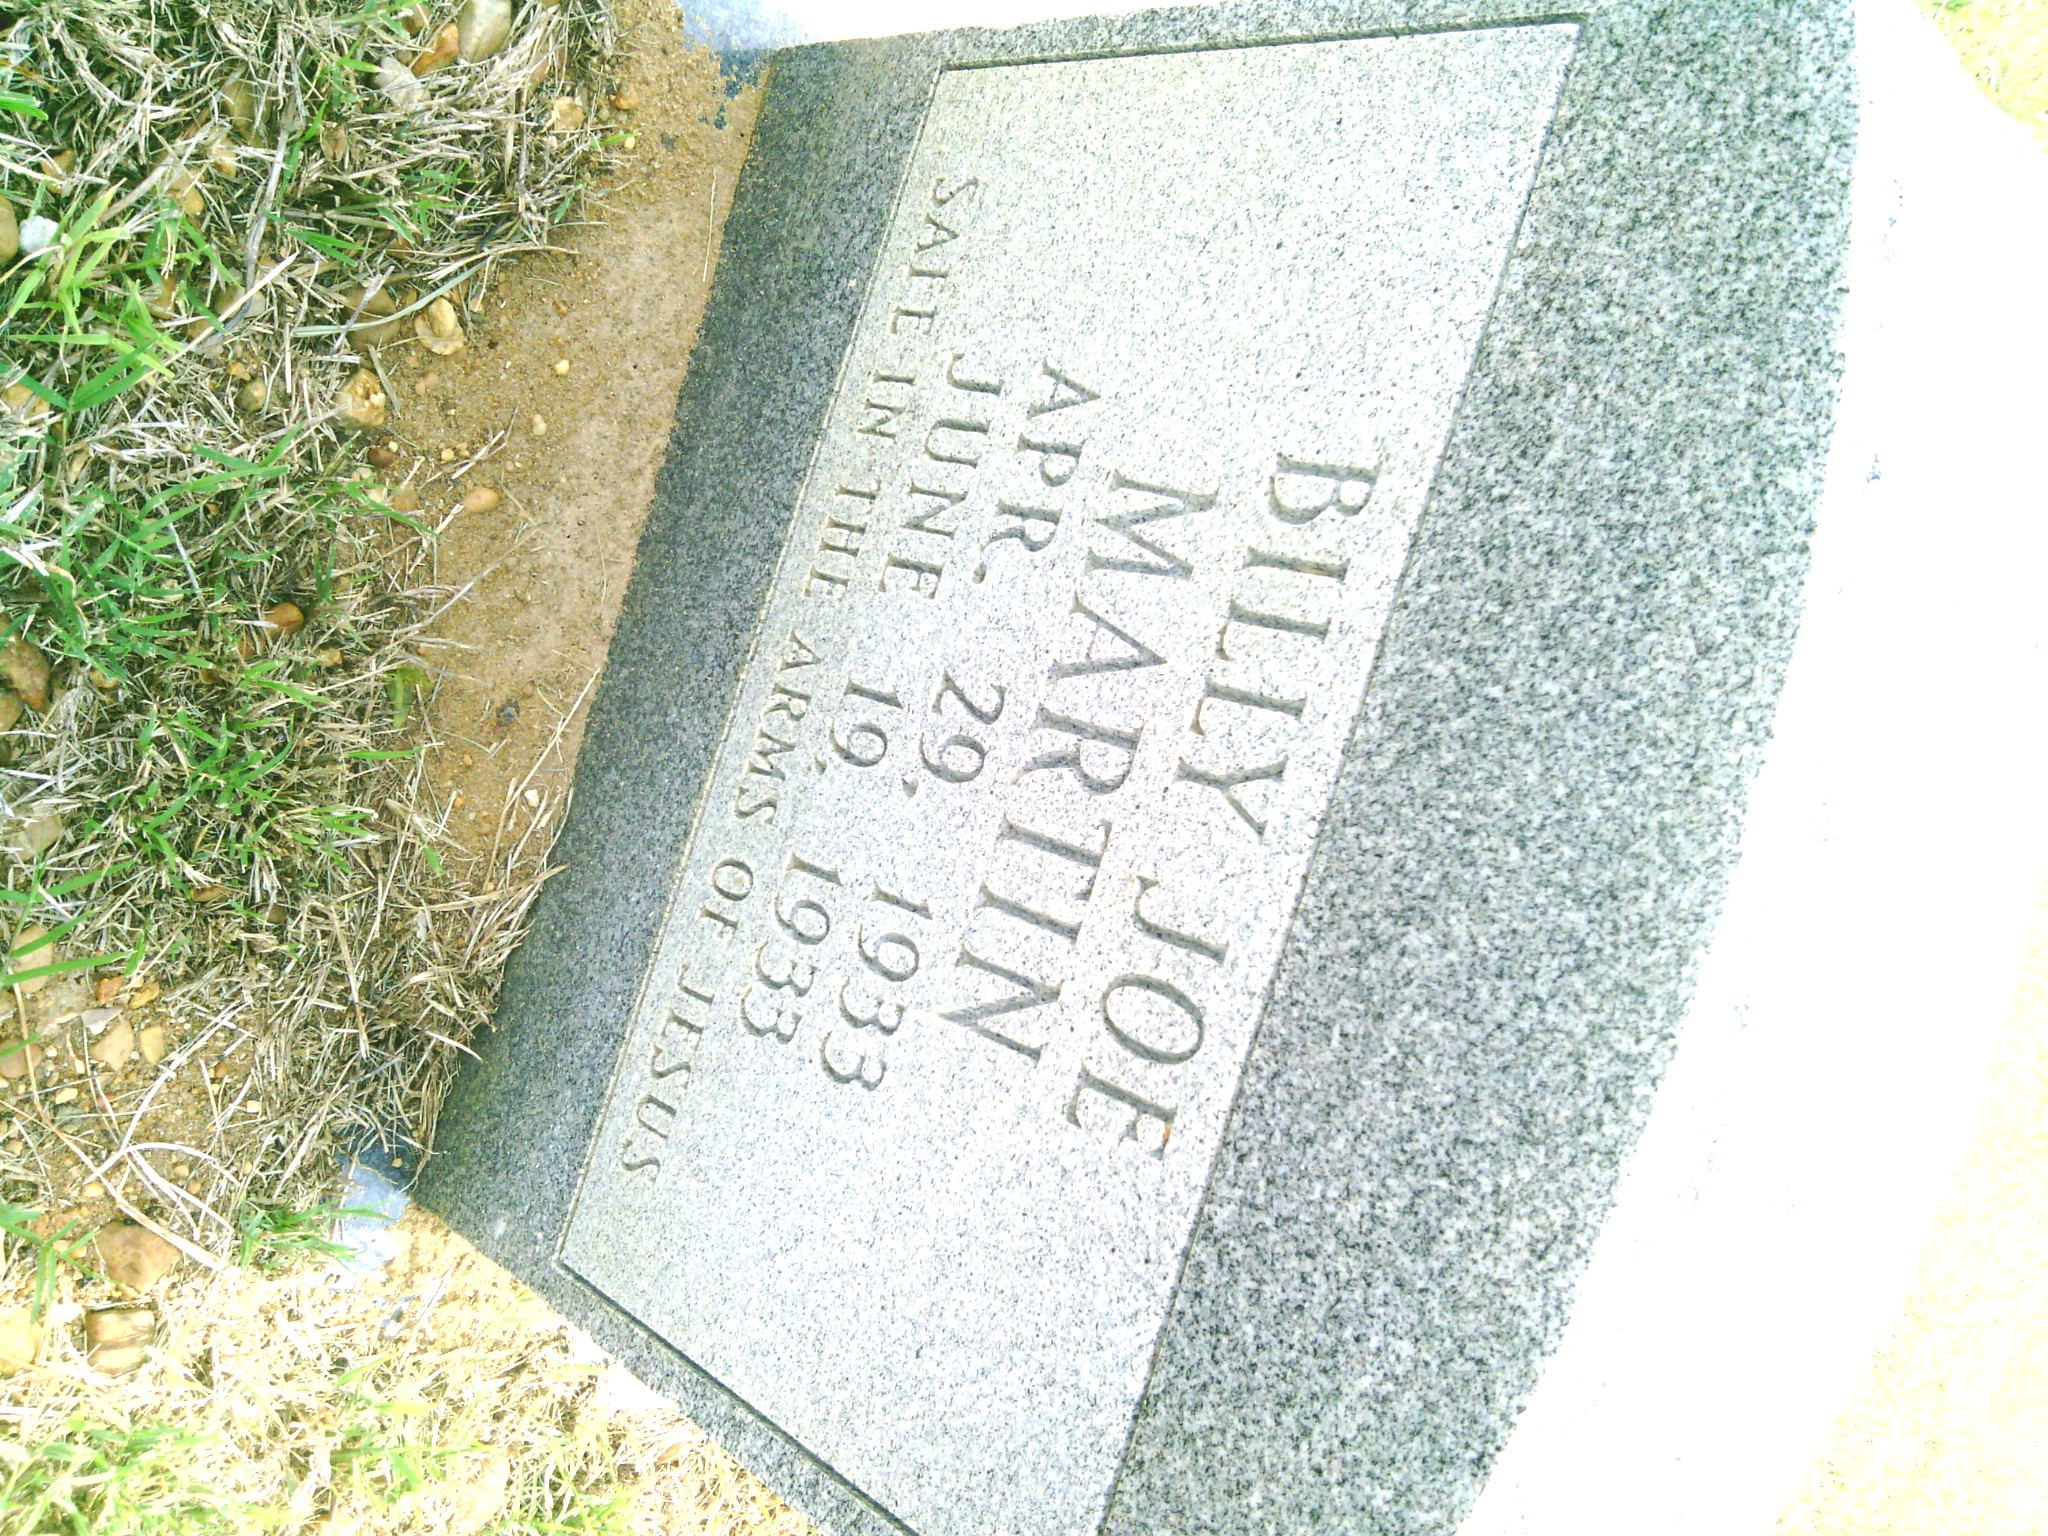 BILLY JOE
MARTIN
APR. 29, 1933
JUNE 19, 1933
SAFE IN THE ARMS OF JESUS